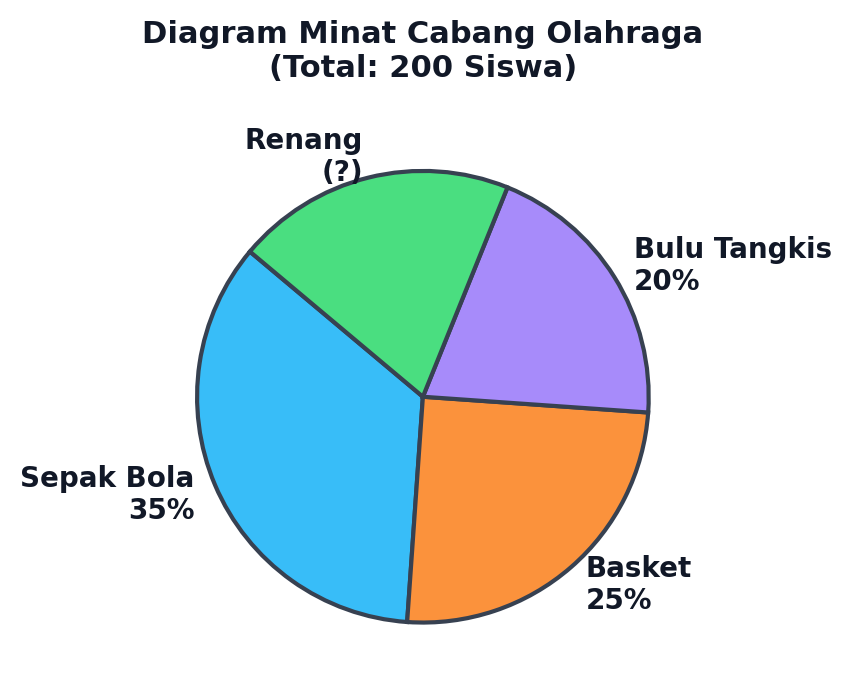 Diagram Minat Cabang Olahraga
(Total: 200 Siswa)
Renang
(?)
Bulu Tangkis
20%
Sepak Bola
35%
Basket
25%